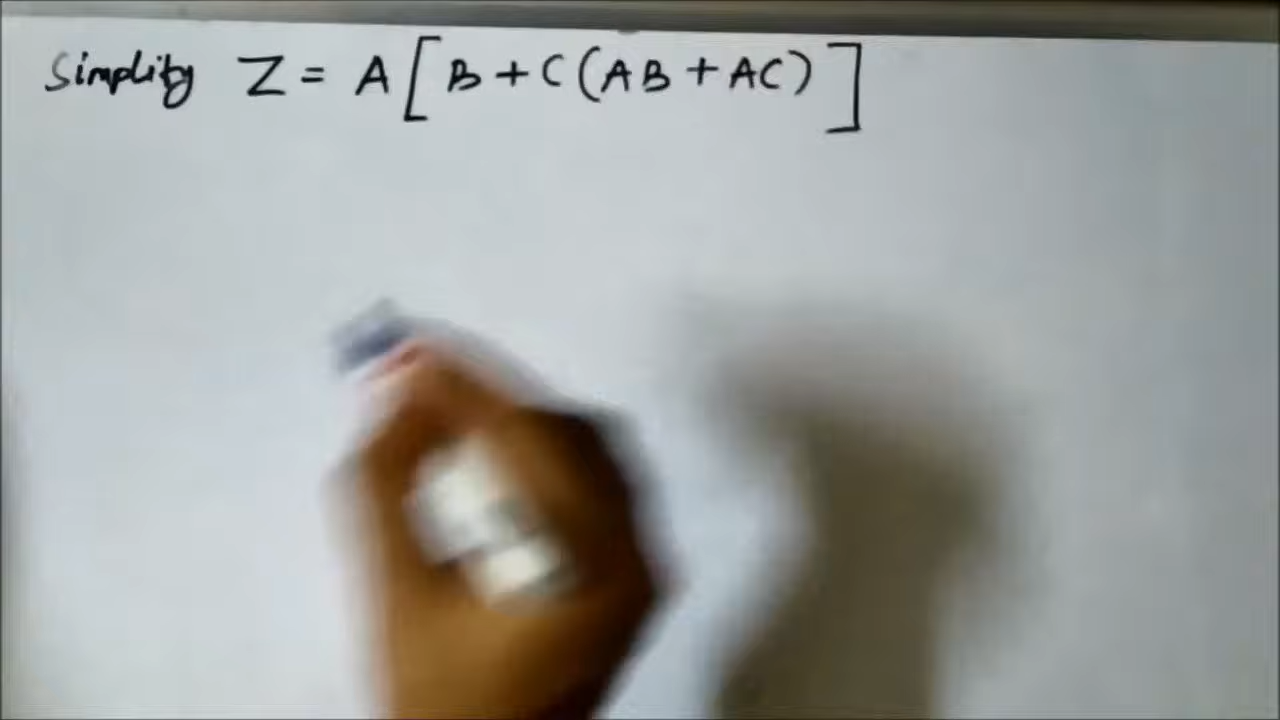 Simplify Z = A[B + C(AB + AC)]